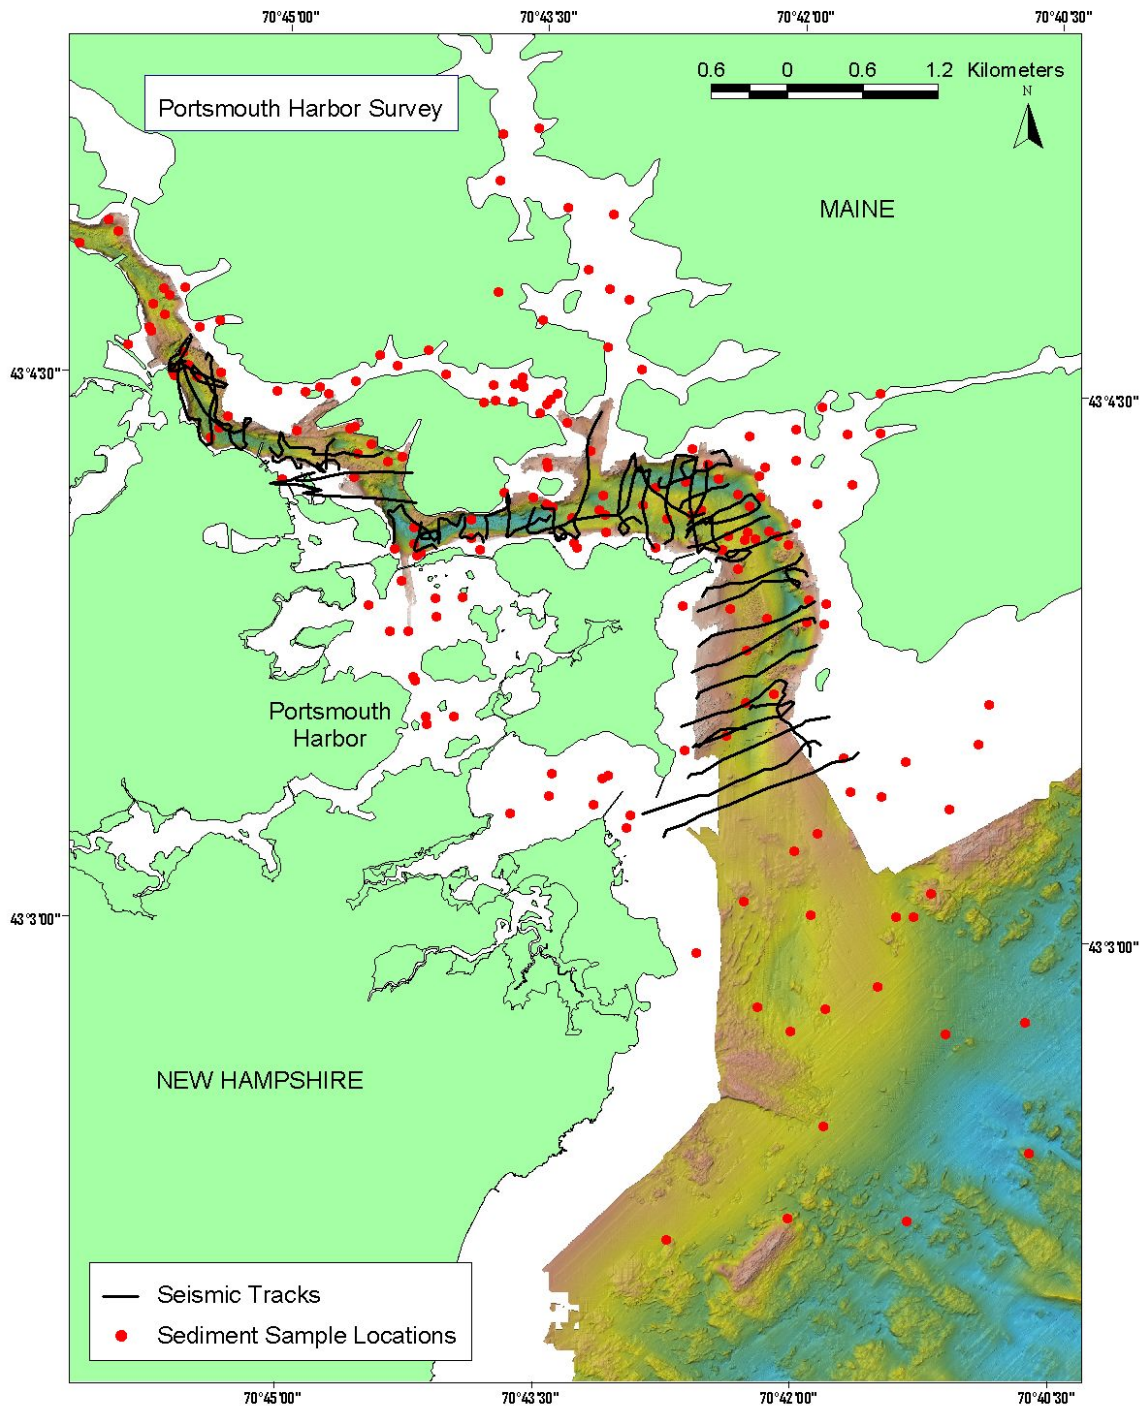 70°45'00" 70°43'30" 70°42'00" 70°40'30"
0.6 0 0.6 1.2 Kilometers
N
Portsmouth Harbor Survey
MAINE
43°4'30"
43°4'30"
Portsmouth
Harbor
43°3'00"
43°3'00"
NEW HAMPSHIRE
Seismic Tracks
Sediment Sample Locations
70°45'00" 70°43'30" 70°42'00" 70°40'30"